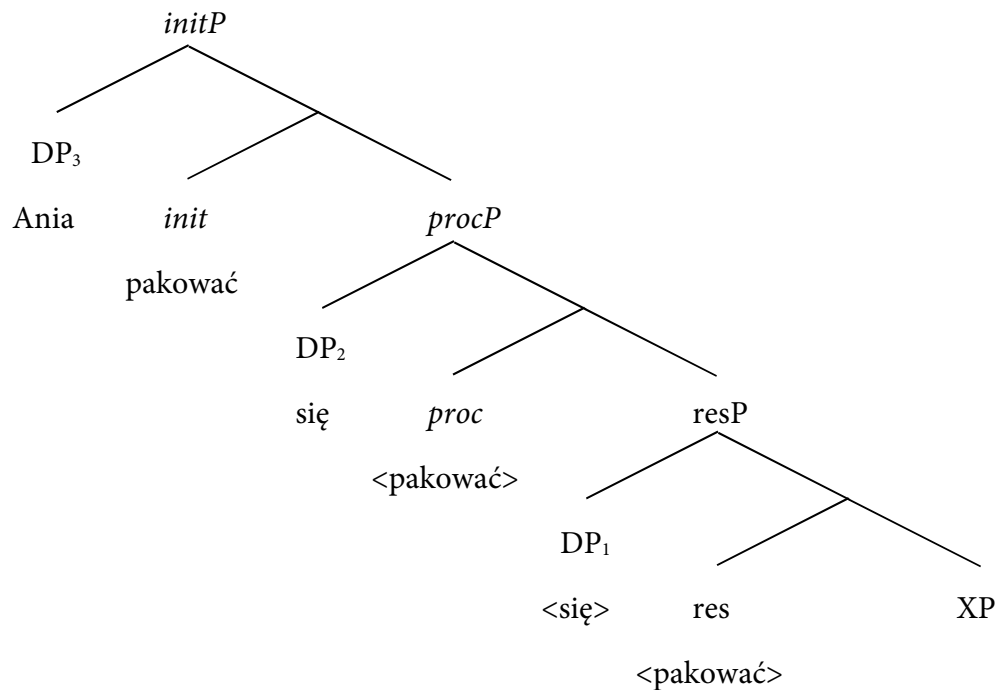 initP
DP₃
Ania init procP
pakować
DP₂
się proc resP
<pakować>
DP₁
<się> res XP
<pakować>